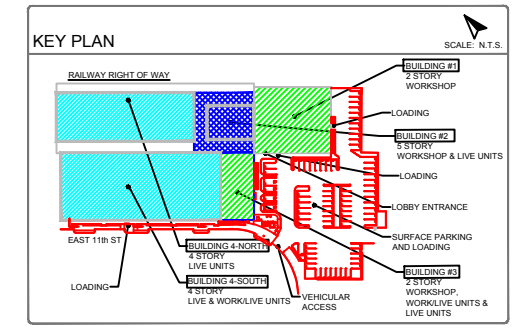 KEY PLAN
SCALE: N.T.S.
RAILWAY RIGHT OF WAY
BUILDING #1
2 STORY
WORKSHOP
LOADING
BUILDING #2
5 STORY
WORKSHOP & LIVE UNITS
LOADING
LOBBY ENTRANCE
SURFACE PARKING
AND LOADING
EAST 11th ST
BUILDING 4-NORTH
4 STORY
LIVE UNITS
BUILDING 4-SOUTH
4 STORY
LIVE & WORK/LIVE UNITS
LOADING
VEHICULAR
ACCESS
BUILDING #3
2 STORY
WORKSHOP,
WORK/LIVE UNITS &
LIVE UNITS